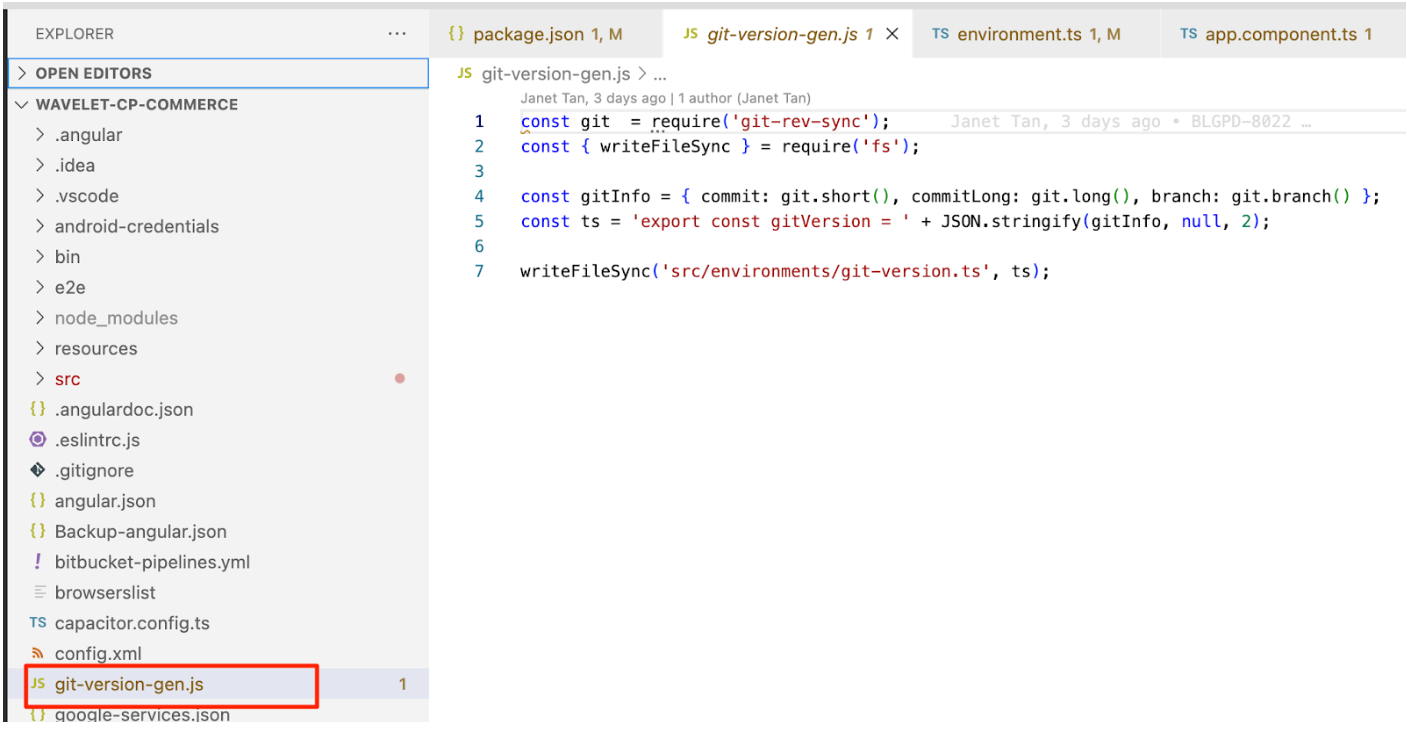 EXPLORER ...
OPEN EDITORS
WAVELET-CP-COMMERCE
.angular
.idea
.vscode
android-credentials
bin
e2e
node_modules
resources
src
{} .angulardoc.json
.eslintrc.js
.gitignore
{} angular.json
{} Backup-angular.json
! bitbucket-pipelines.yml
browserslist
TS capacitor.config.ts
config.xml
JS git-version-gen.js 1
{} google-services.json
{} package.json 1, M
JS git-version-gen.js 1 ×
TS environment.ts 1, M
TS app.component.ts 1
JS git-version-gen.js > ...
Janet Tan, 3 days ago | 1 author (Janet Tan)
1 const git  = require('git-rev-sync'); Janet Tan, 3 days ago • BLGPD-8022 …
2 const { writeFileSync } = require('fs');
3
4 const gitInfo = { commit: git.short(), commitLong: git.long(), branch: git.branch() };
5 const ts = 'export const gitVersion = ' + JSON.stringify(gitInfo, null, 2);
6
7 writeFileSync('src/environments/git-version.ts', ts);